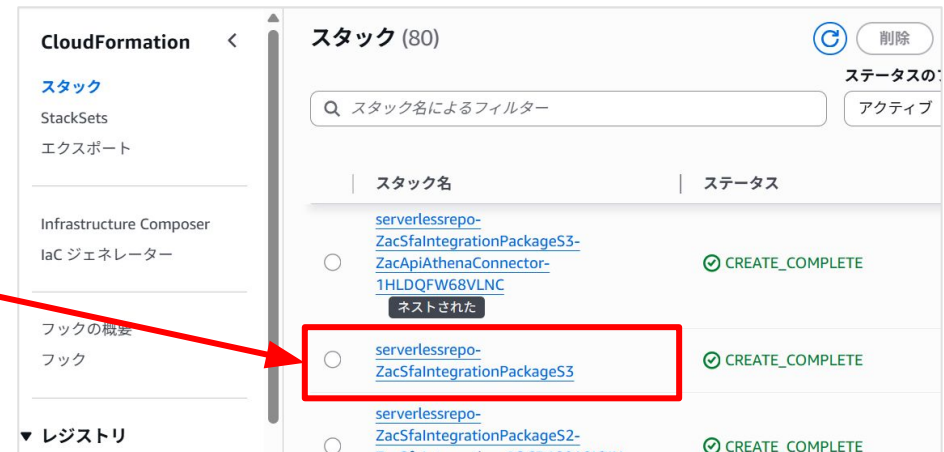 CloudFormation
スタック
StackSets
エクスポート
Infrastructure Composer
IaC ジェネレーター
フックの概要
フック
レジストリ
スタック (80)
削除
ステータスの
スタック名によるフィルター
アクティブ
スタック名
ステータス
serverlessrepo-
ZacSfaIntegrationPackageS3-
ZacApiAthenaConnector-
1HLDQFW68VLNC
ネストされた
CREATE_COMPLETE
serverlessrepo-
ZacSfaIntegrationPackageS3
CREATE_COMPLETE
serverlessrepo-
ZacSfaIntegrationPackageS2-
CREATE_COMPLETE